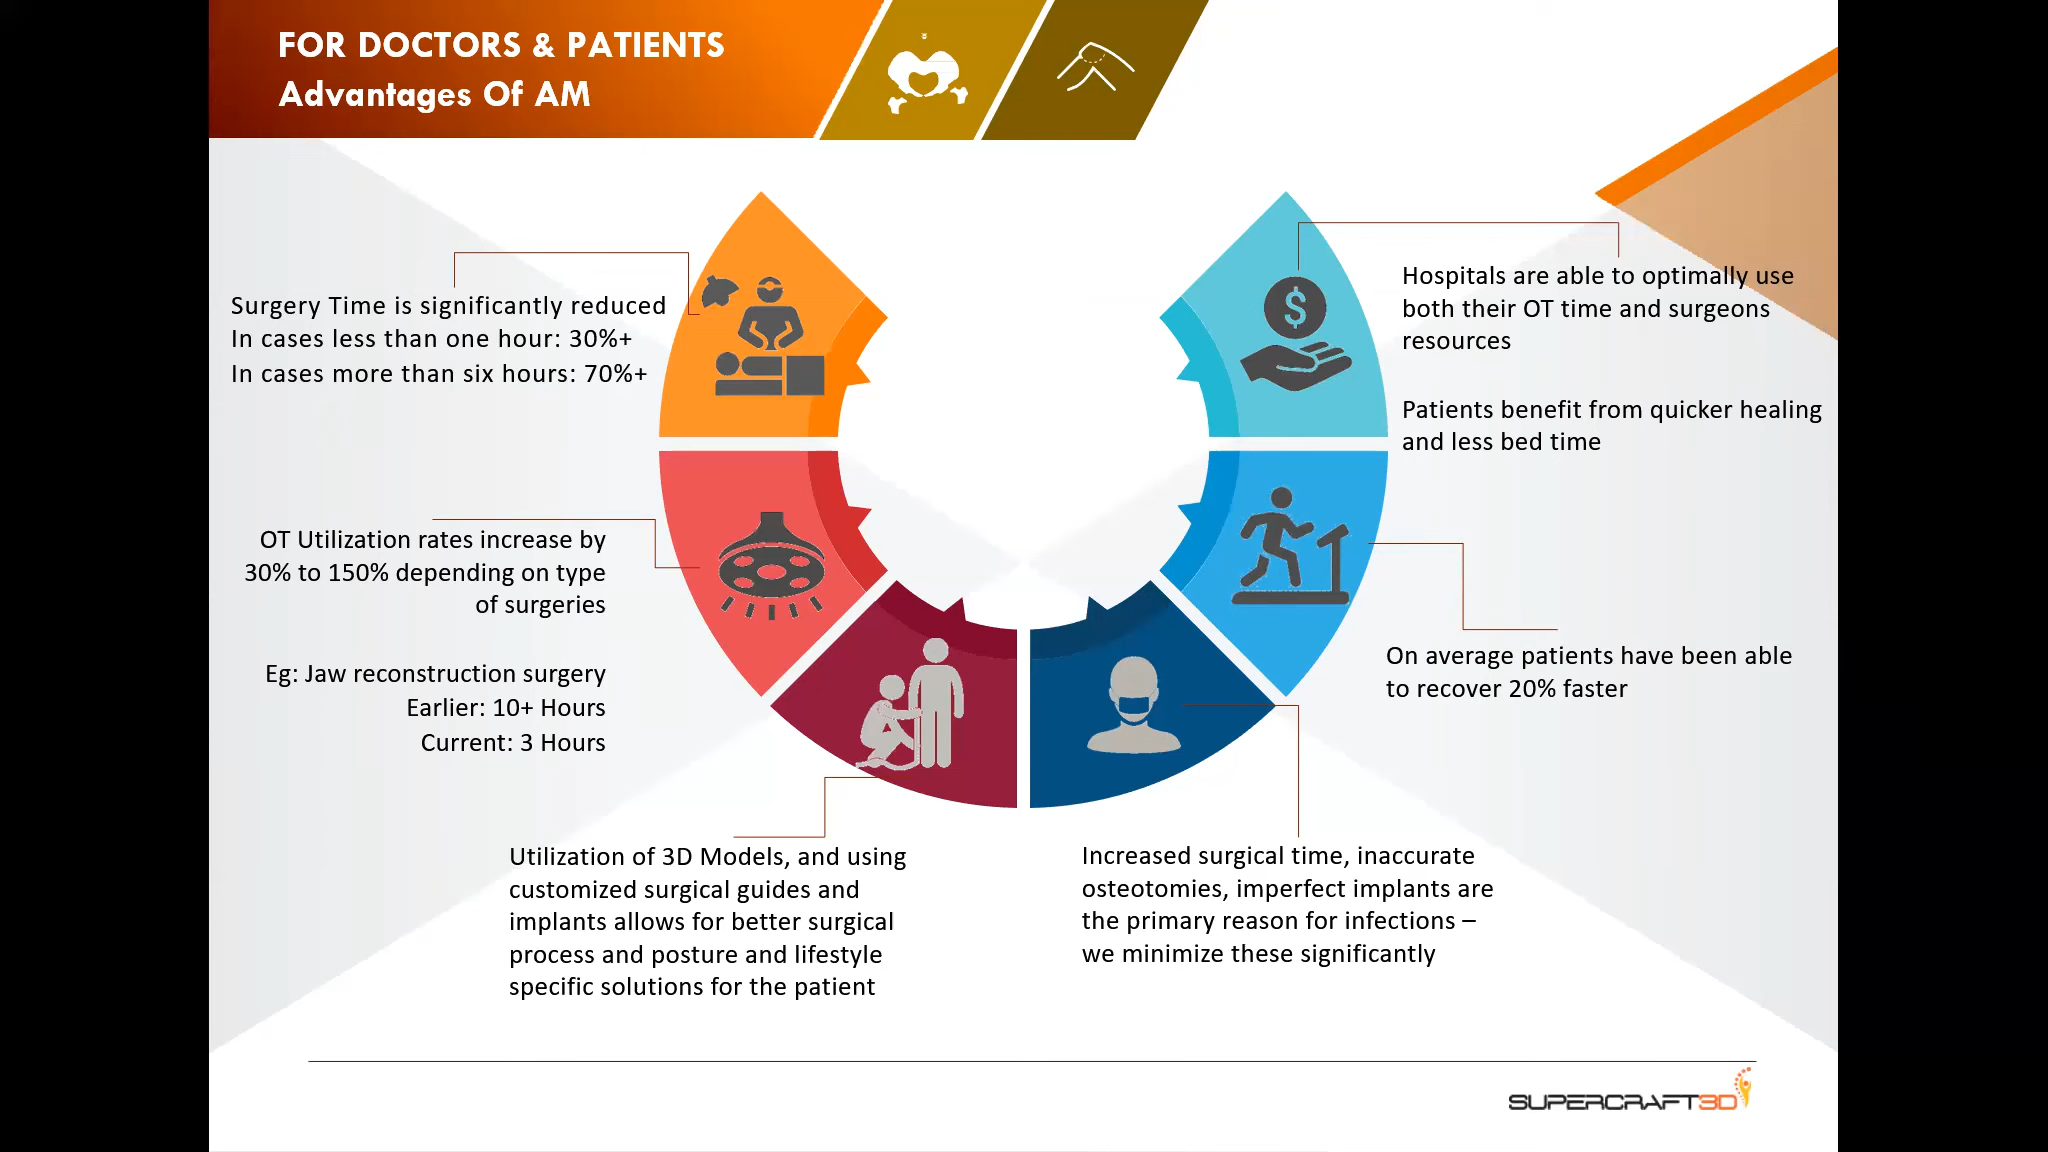 FOR DOCTORS & PATIENTS
Advantages Of AM
Surgery Time is significantly reduced
In cases less than one hour: 30%+
In cases more than six hours: 70%+
OT Utilization rates increase by
30% to 150% depending on type
of surgeries
Eg: Jaw reconstruction surgery
Earlier: 10+ Hours
Current: 3 Hours
Utilization of 3D Models, and using
customized surgical guides and
implants allows for better surgical
process and posture and lifestyle
specific solutions for the patient
Increased surgical time, inaccurate
osteotomies, imperfect implants are
the primary reason for infections –
we minimize these significantly
On average patients have been able
to recover 20% faster
$
Hospitals are able to optimally use
both their OT time and surgeons
resources
Patients benefit from quicker healing
and less bed time
SUPERCRAFT3D